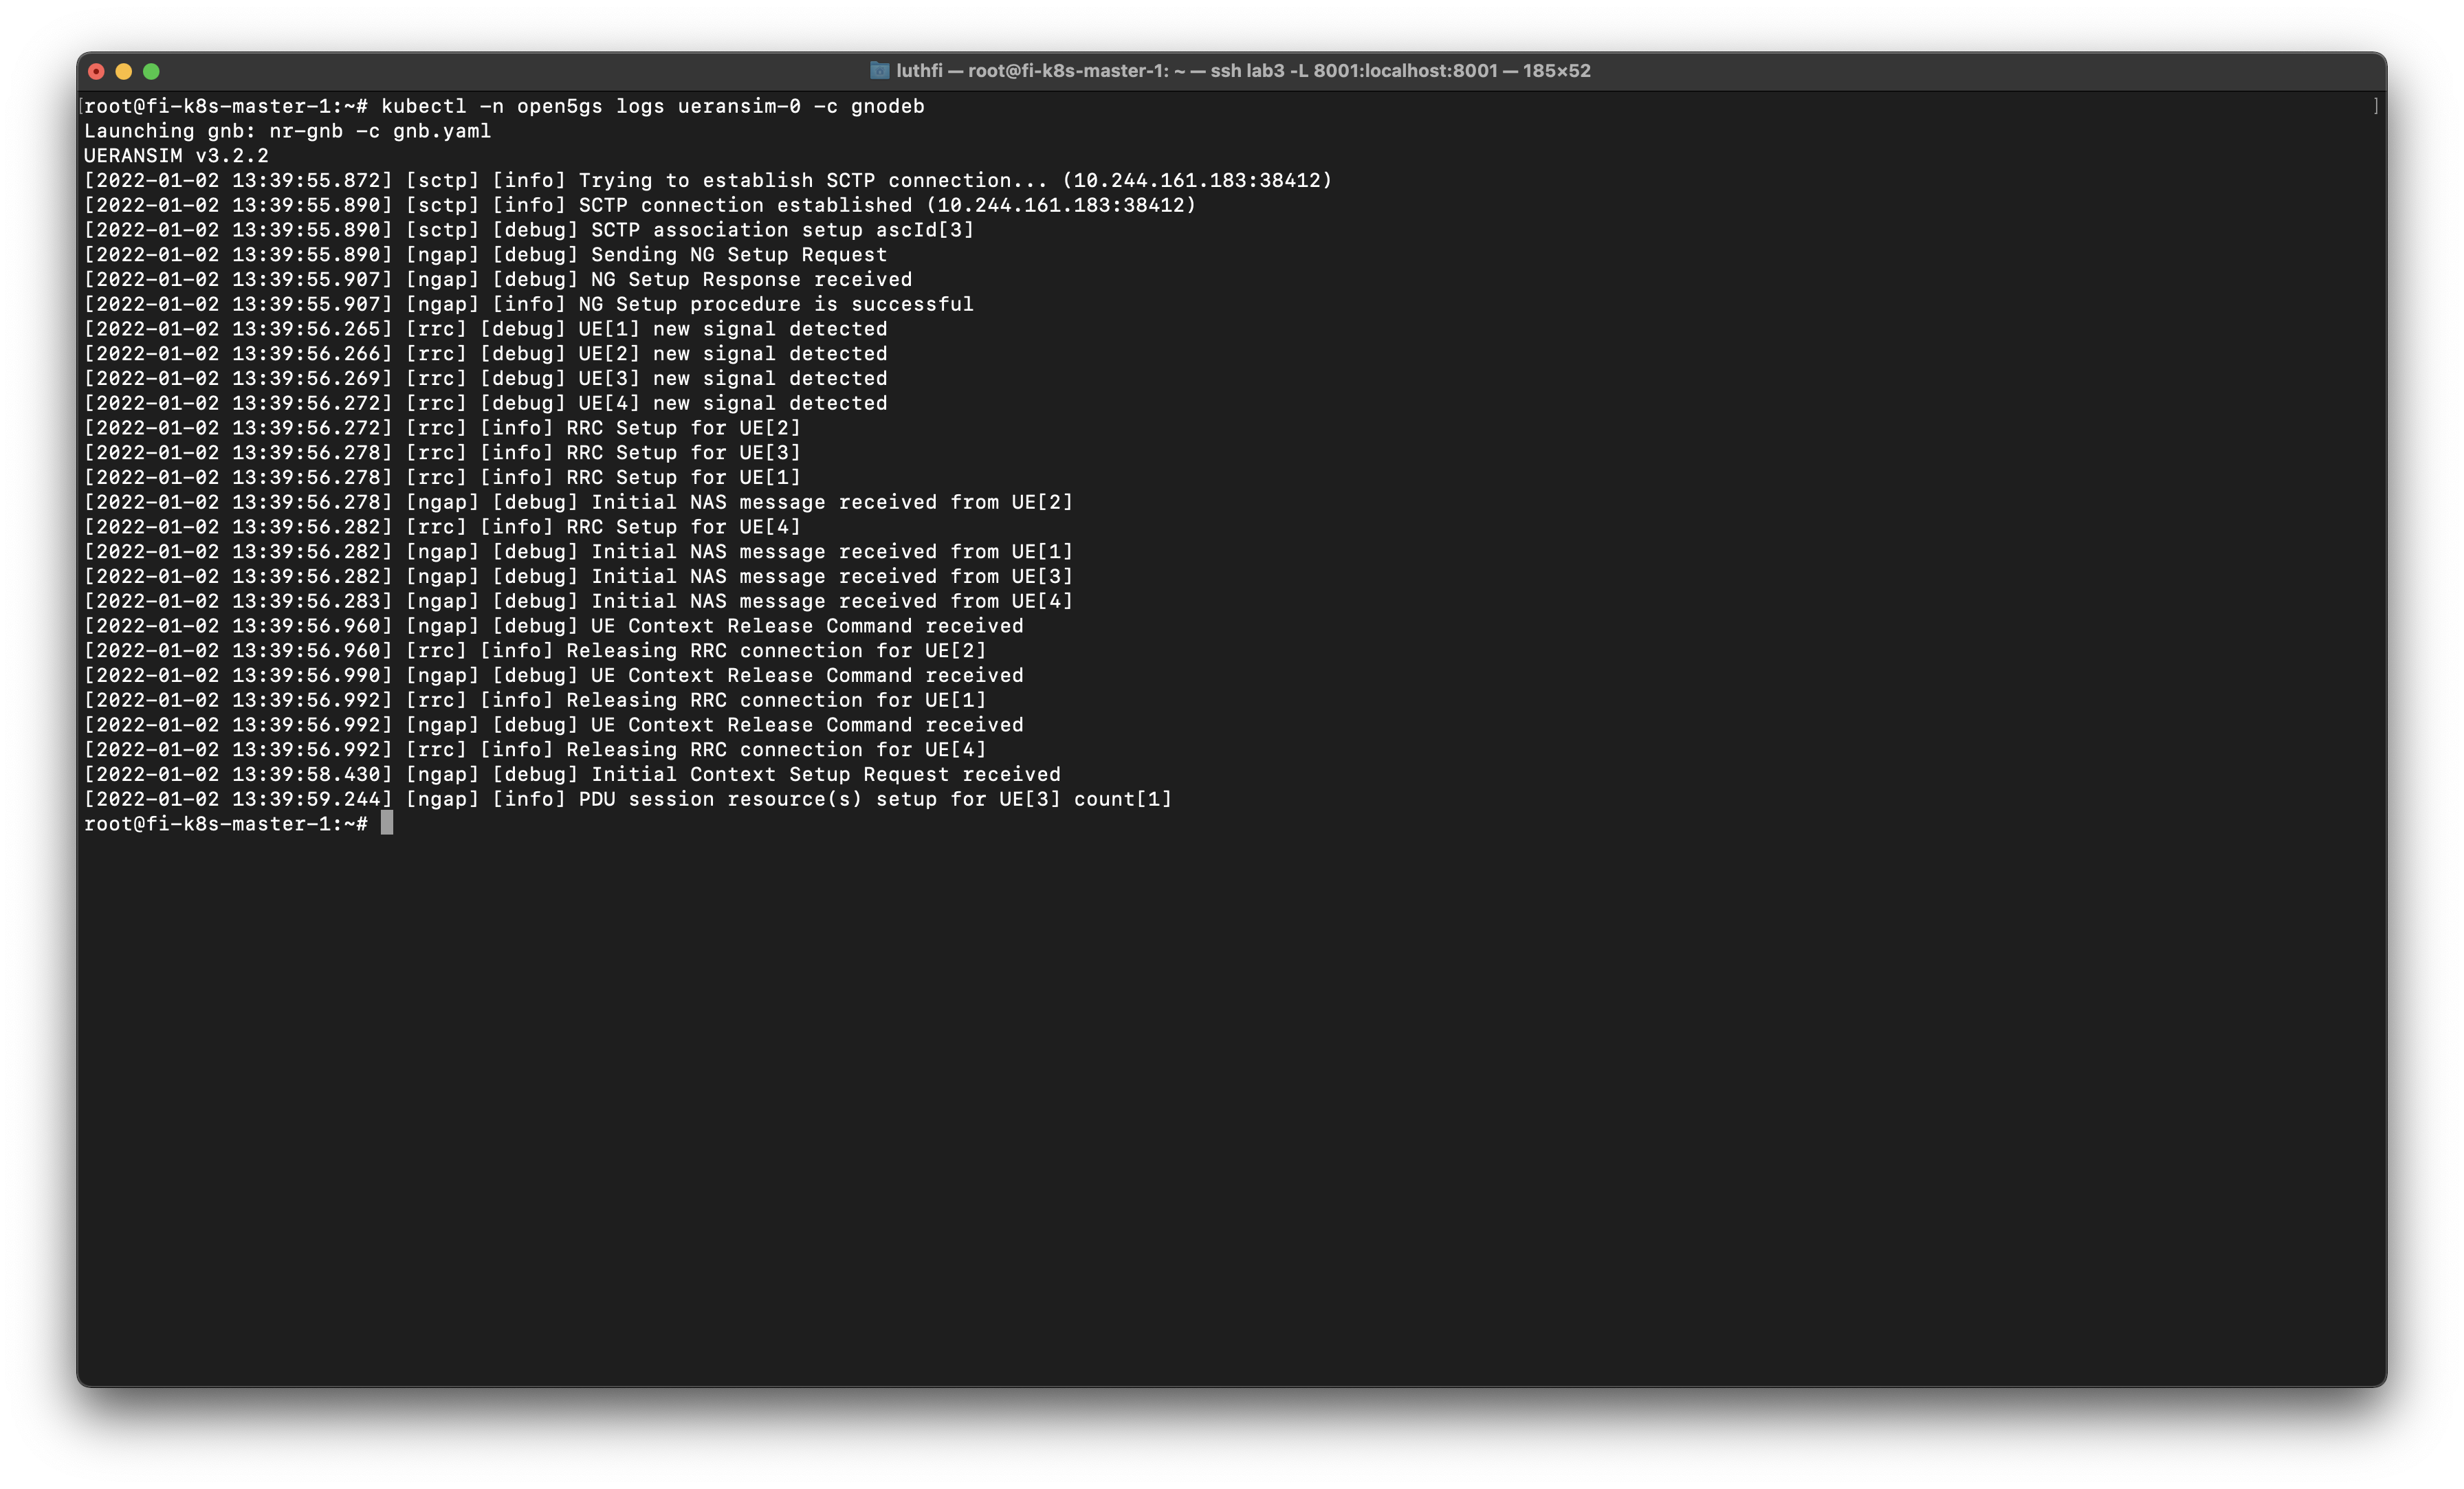 luthfi — root@fi-k8s-master-1: ~ — ssh lab3 -L 8001:localhost:8001 — 185×52
[root@fi-k8s-master-1:~# kubectl -n open5gs logs ueransim-0 -c gnodeb ]
Launching gnb: nr-gnb -c gnb.yaml
UERANSIM v3.2.2
[2022-01-02 13:39:55.872] [sctp] [info] Trying to establish SCTP connection... (10.244.161.183:38412)
[2022-01-02 13:39:55.890] [sctp] [info] SCTP connection established (10.244.161.183:38412)
[2022-01-02 13:39:55.890] [sctp] [debug] SCTP association setup ascId[3]
[2022-01-02 13:39:55.890] [ngap] [debug] Sending NG Setup Request
[2022-01-02 13:39:55.907] [ngap] [debug] NG Setup Response received
[2022-01-02 13:39:55.907] [ngap] [info] NG Setup procedure is successful
[2022-01-02 13:39:56.265] [rrc] [debug] UE[1] new signal detected
[2022-01-02 13:39:56.266] [rrc] [debug] UE[2] new signal detected
[2022-01-02 13:39:56.269] [rrc] [debug] UE[3] new signal detected
[2022-01-02 13:39:56.272] [rrc] [debug] UE[4] new signal detected
[2022-01-02 13:39:56.272] [rrc] [info] RRC Setup for UE[2]
[2022-01-02 13:39:56.278] [rrc] [info] RRC Setup for UE[3]
[2022-01-02 13:39:56.278] [rrc] [info] RRC Setup for UE[1]
[2022-01-02 13:39:56.278] [ngap] [debug] Initial NAS message received from UE[2]
[2022-01-02 13:39:56.282] [rrc] [info] RRC Setup for UE[4]
[2022-01-02 13:39:56.282] [ngap] [debug] Initial NAS message received from UE[1]
[2022-01-02 13:39:56.282] [ngap] [debug] Initial NAS message received from UE[3]
[2022-01-02 13:39:56.283] [ngap] [debug] Initial NAS message received from UE[4]
[2022-01-02 13:39:56.960] [ngap] [debug] UE Context Release Command received
[2022-01-02 13:39:56.960] [rrc] [info] Releasing RRC connection for UE[2]
[2022-01-02 13:39:56.990] [ngap] [debug] UE Context Release Command received
[2022-01-02 13:39:56.992] [rrc] [info] Releasing RRC connection for UE[1]
[2022-01-02 13:39:56.992] [ngap] [debug] UE Context Release Command received
[2022-01-02 13:39:56.992] [rrc] [info] Releasing RRC connection for UE[4]
[2022-01-02 13:39:58.430] [ngap] [debug] Initial Context Setup Request received
[2022-01-02 13:39:59.244] [ngap] [info] PDU session resource(s) setup for UE[3] count[1]
root@fi-k8s-master-1:~#